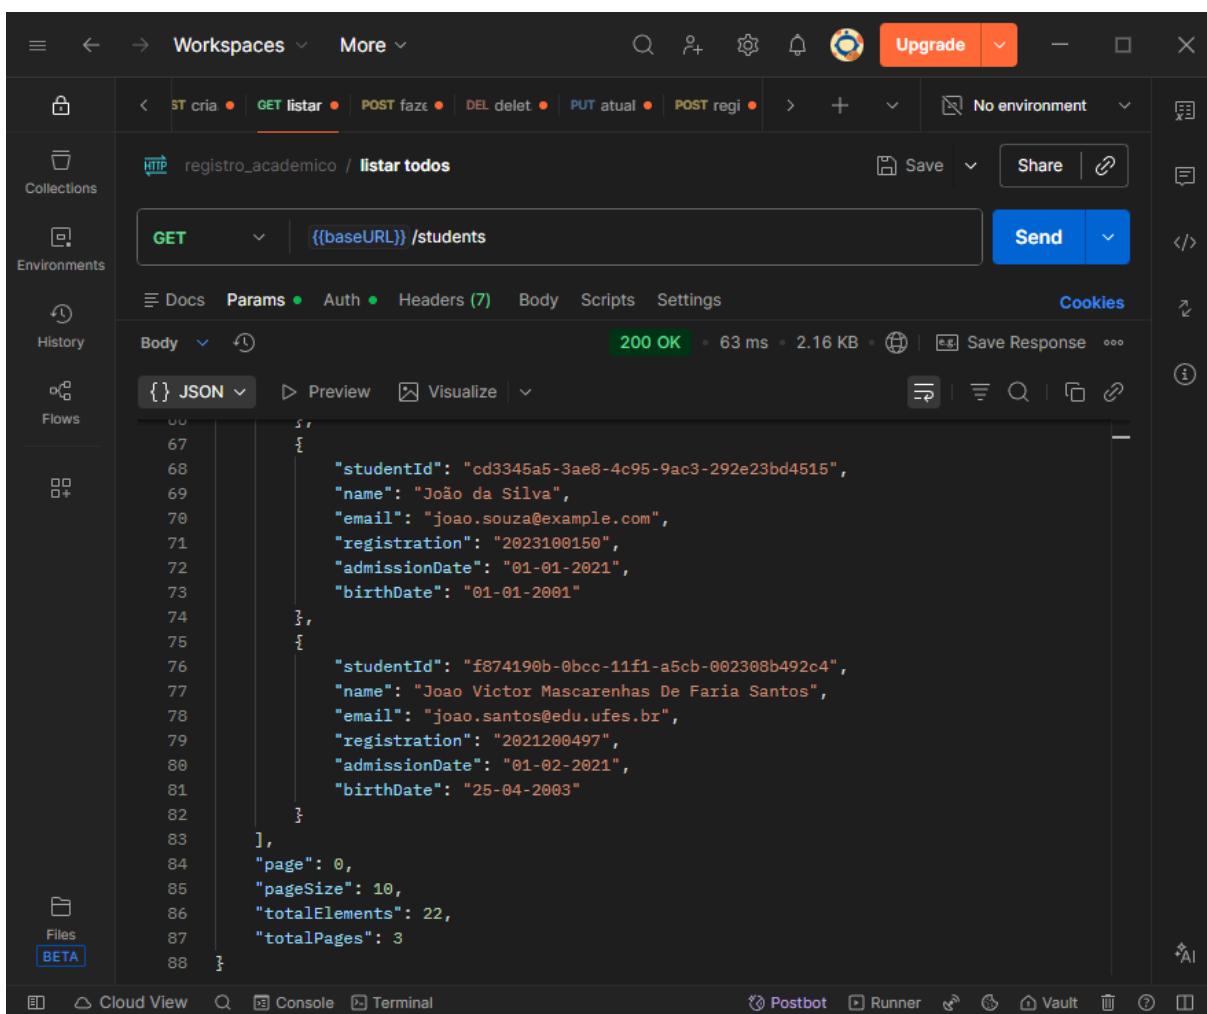 Workspaces More Upgrade
ST cria GET listar POST faze DEL delet PUT atual POST regi No environment
HTTP registro_academico / listar todos Save Share
Collections
GET {{baseURL}} /students Send
Environments
Docs Params Auth Headers (7) Body Scripts Settings Cookies
History
Body 200 OK 63 ms 2.16 KB e.g. Save Response
{} JSON Preview Visualize
Flows
66 },
67 {
68 "studentId": "cd3345a5-3ae8-4c95-9ac3-292e23bd4515",
69 "name": "João da Silva",
70 "email": "joao.souza@example.com",
71 "registration": "2023100150",
72 "admissionDate": "01-01-2021",
73 "birthDate": "01-01-2001"
74 },
75 {
76 "studentId": "f874190b-0bcc-11f1-a5cb-002308b492c4",
77 "name": "Joao Victor Mascarenhas De Faria Santos",
78 "email": "joao.santos@edu.ufes.br",
79 "registration": "2021200497",
80 "admissionDate": "01-02-2021",
81 "birthDate": "25-04-2003"
82 }
83 ],
84 "page": 0,
85 "pageSize": 10,
86 "totalElements": 22,
87 "totalPages": 3
88 }
Files
BETA
AI
Cloud View Console Terminal Postbot Runner Vault